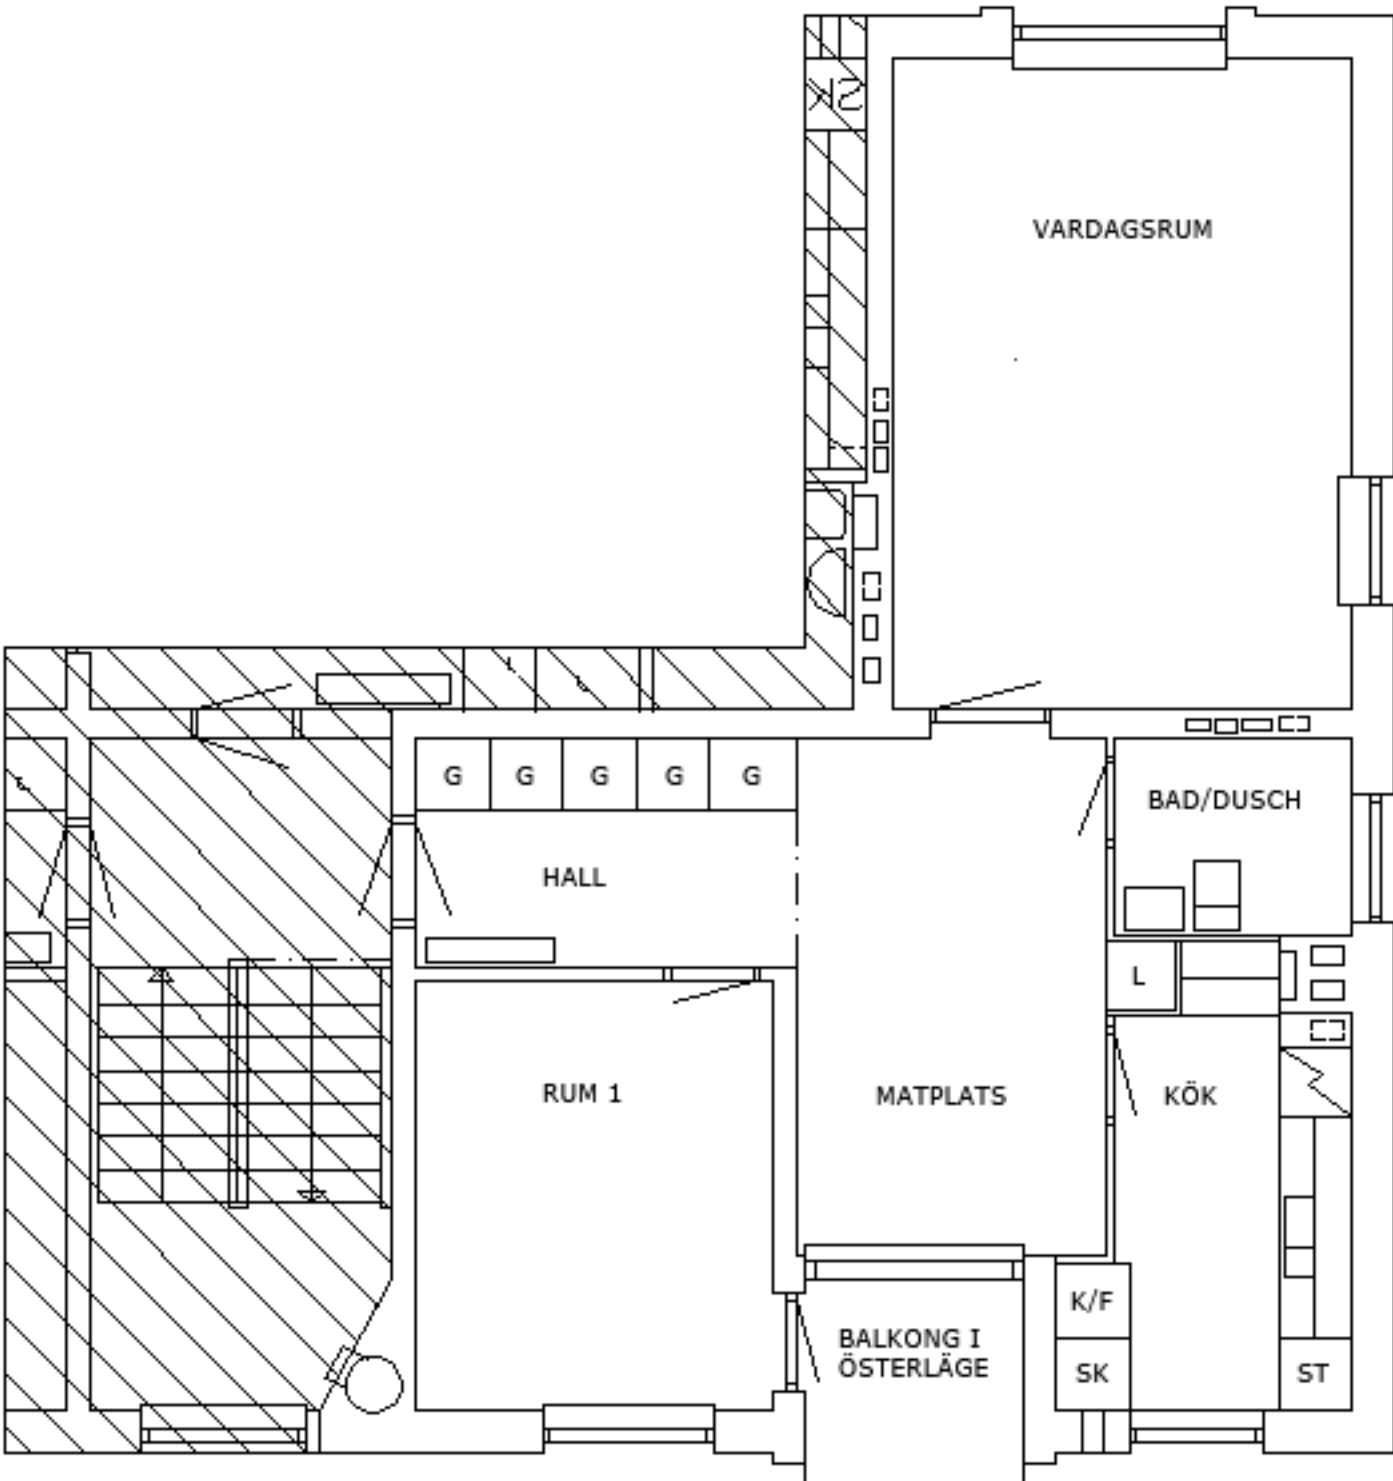 SK
VARDAGSRUM
G
G
G
G
G
BAD/DUSCH
HALL
L
RUM 1
MATPLATS
KÖK
K/F
BALKONG I
ÖSTERLÄGE
SK
ST